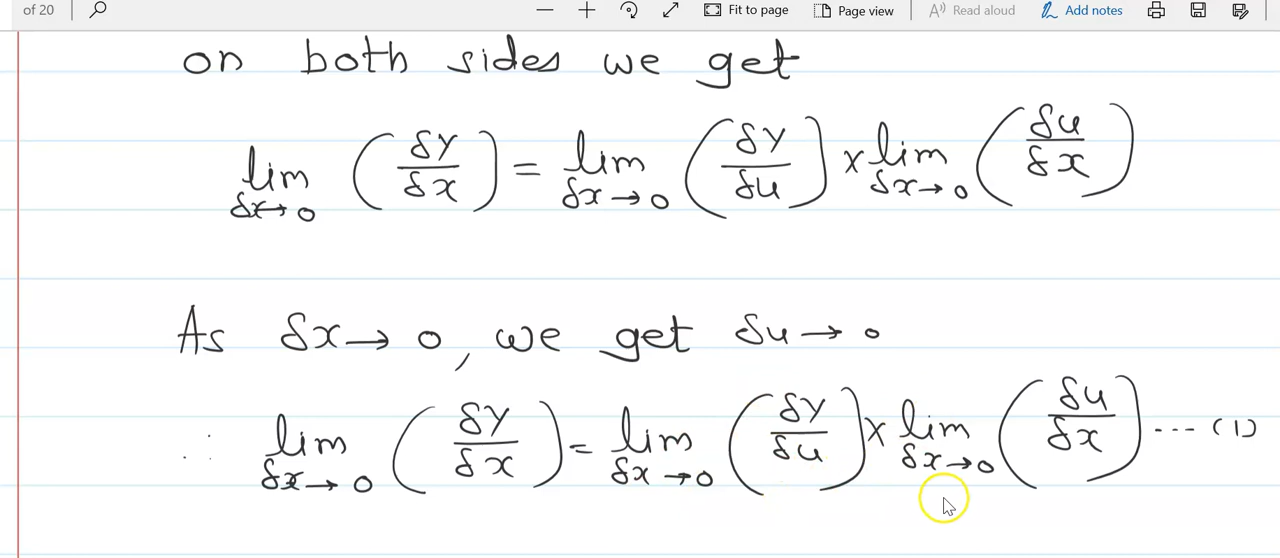 of 20 Fit to page Page view Read aloud Add notes
on both sides we get
lim δx→0 (δy/δx) = lim δx→0 (δy/δu) × lim δx→0 (δu/δx)
As δx→0, we get δu→0
∴ lim δx→0 (δy/δx) = lim δx→0 (δy/δu) × lim δx→0 (δu/δx) ---- (1)